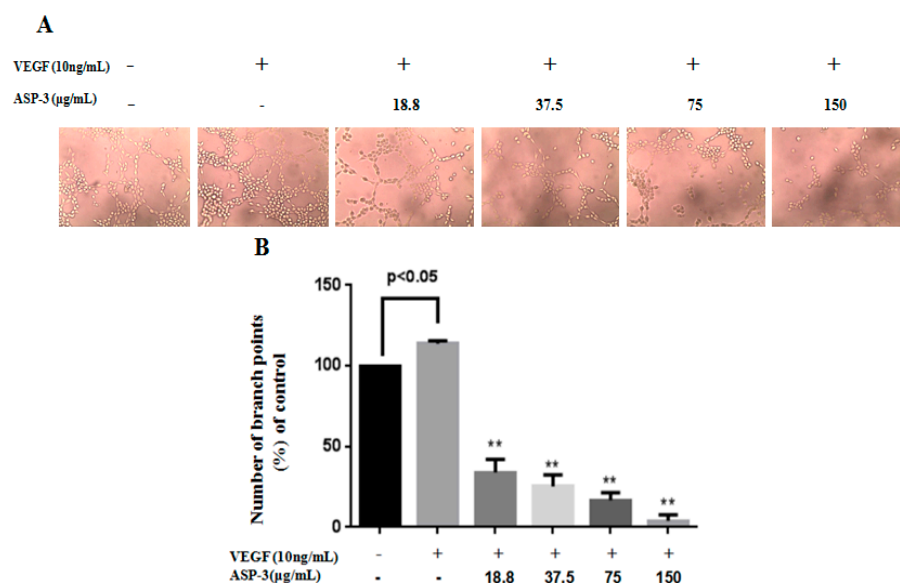 A
VEGF (10ng/mL) - + + + + +
ASP-3 (µg/mL) - - 18.8 37.5 75 150
B
p<0.05
150
100
50
0
Number of branch points
(%) of control
** ** ** **
VEGF (10ng/mL) - + + + + +
ASP-3(µg/mL) - - 18.8 37.5 75 150